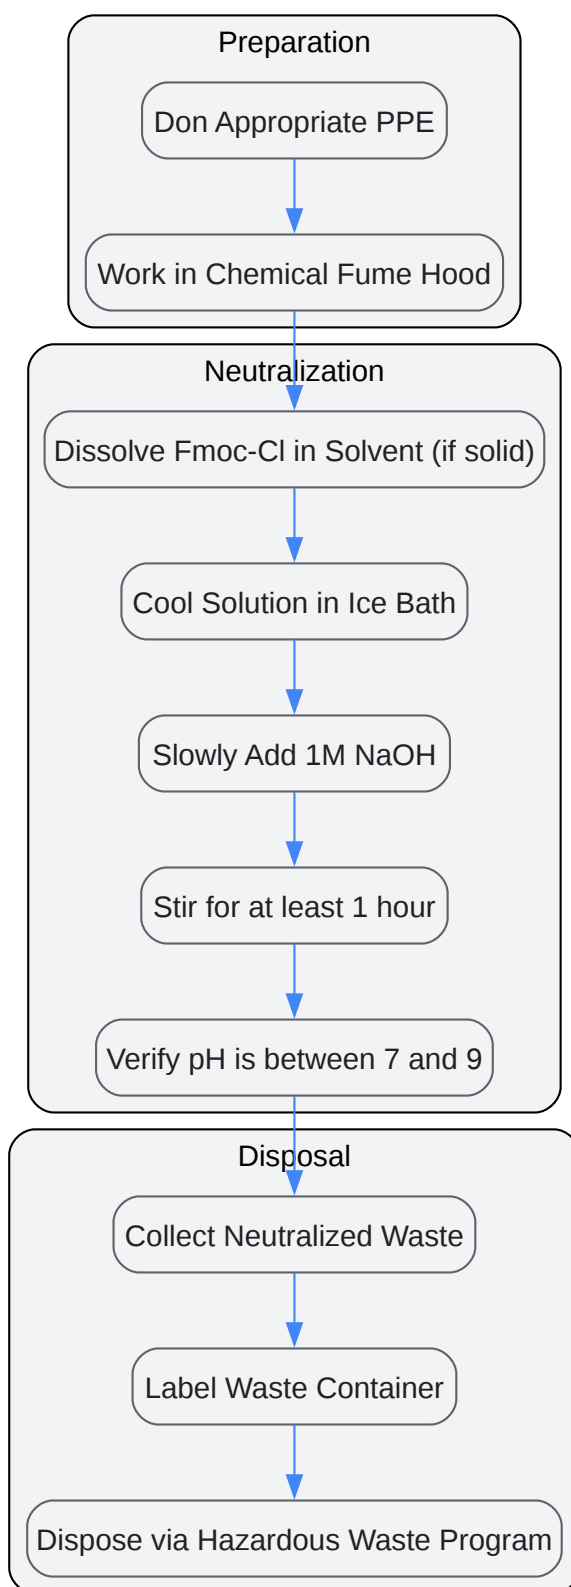 Preparation
Don Appropriate PPE
Work in Chemical Fume Hood
Neutralization
Dissolve Fmoc-Cl in Solvent (if solid)
Cool Solution in Ice Bath
Slowly Add 1M NaOH
Stir for at least 1 hour
Verify pH is between 7 and 9
Disposal
Collect Neutralized Waste
Label Waste Container
Dispose via Hazardous Waste Program